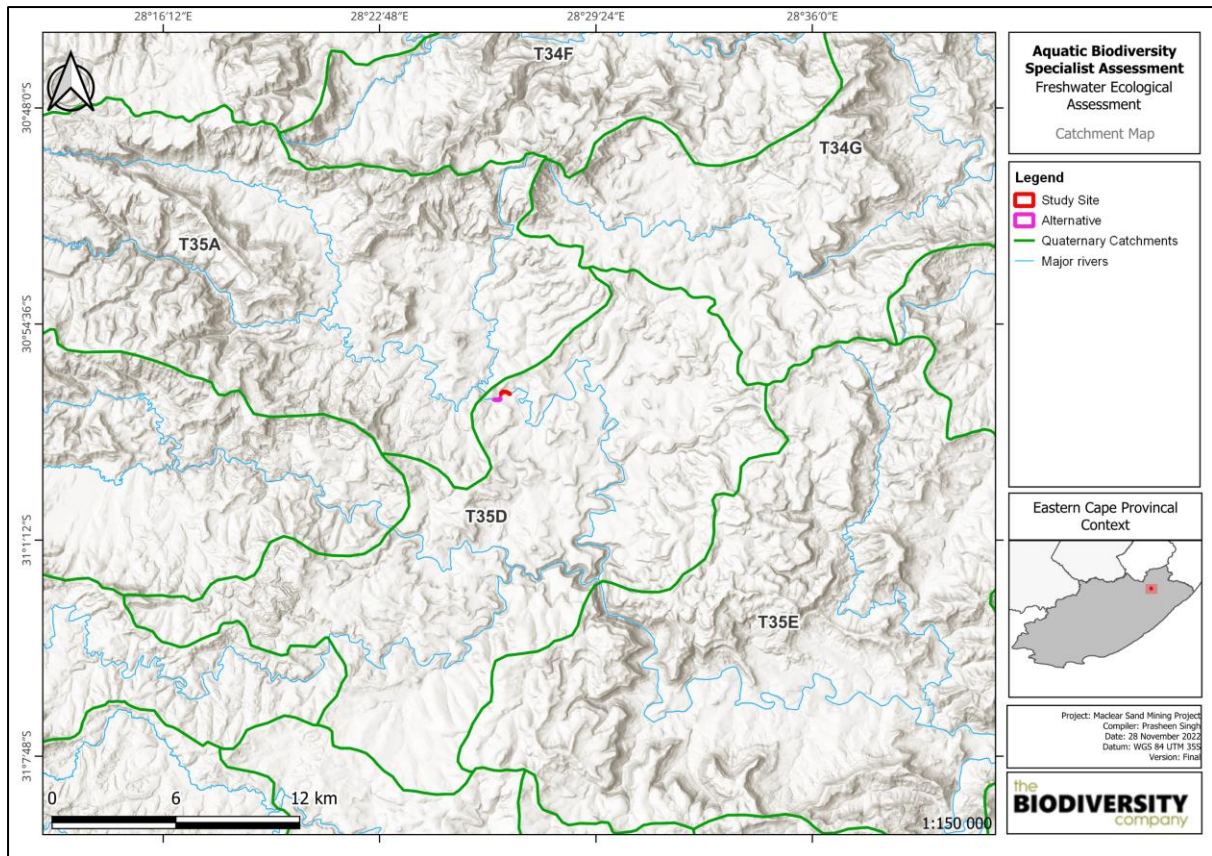 28°16'12"E
28°22'48"E
28°29'24"E
28°36'0"E
30°48'0"S
30°54'36"S
31°1'12"S
31°7'48"S
T34F
T34G
T35A
T35D
T35E
0 6 12 km
1:150 000
Aquatic Biodiversity
Specialist Assessment
Freshwater Ecological
Assessment
Catchment Map
Legend
Study Site
Alternative
Quaternary Catchments
Major rivers
Eastern Cape Provincal
Context
Project: Maclear Sand Mining Project
Compiler: Prasheen Singh
Date: 28 November 2022
Datum: WGS 84 UTM 35S
Version: Final
the
BIODIVERSITY
company